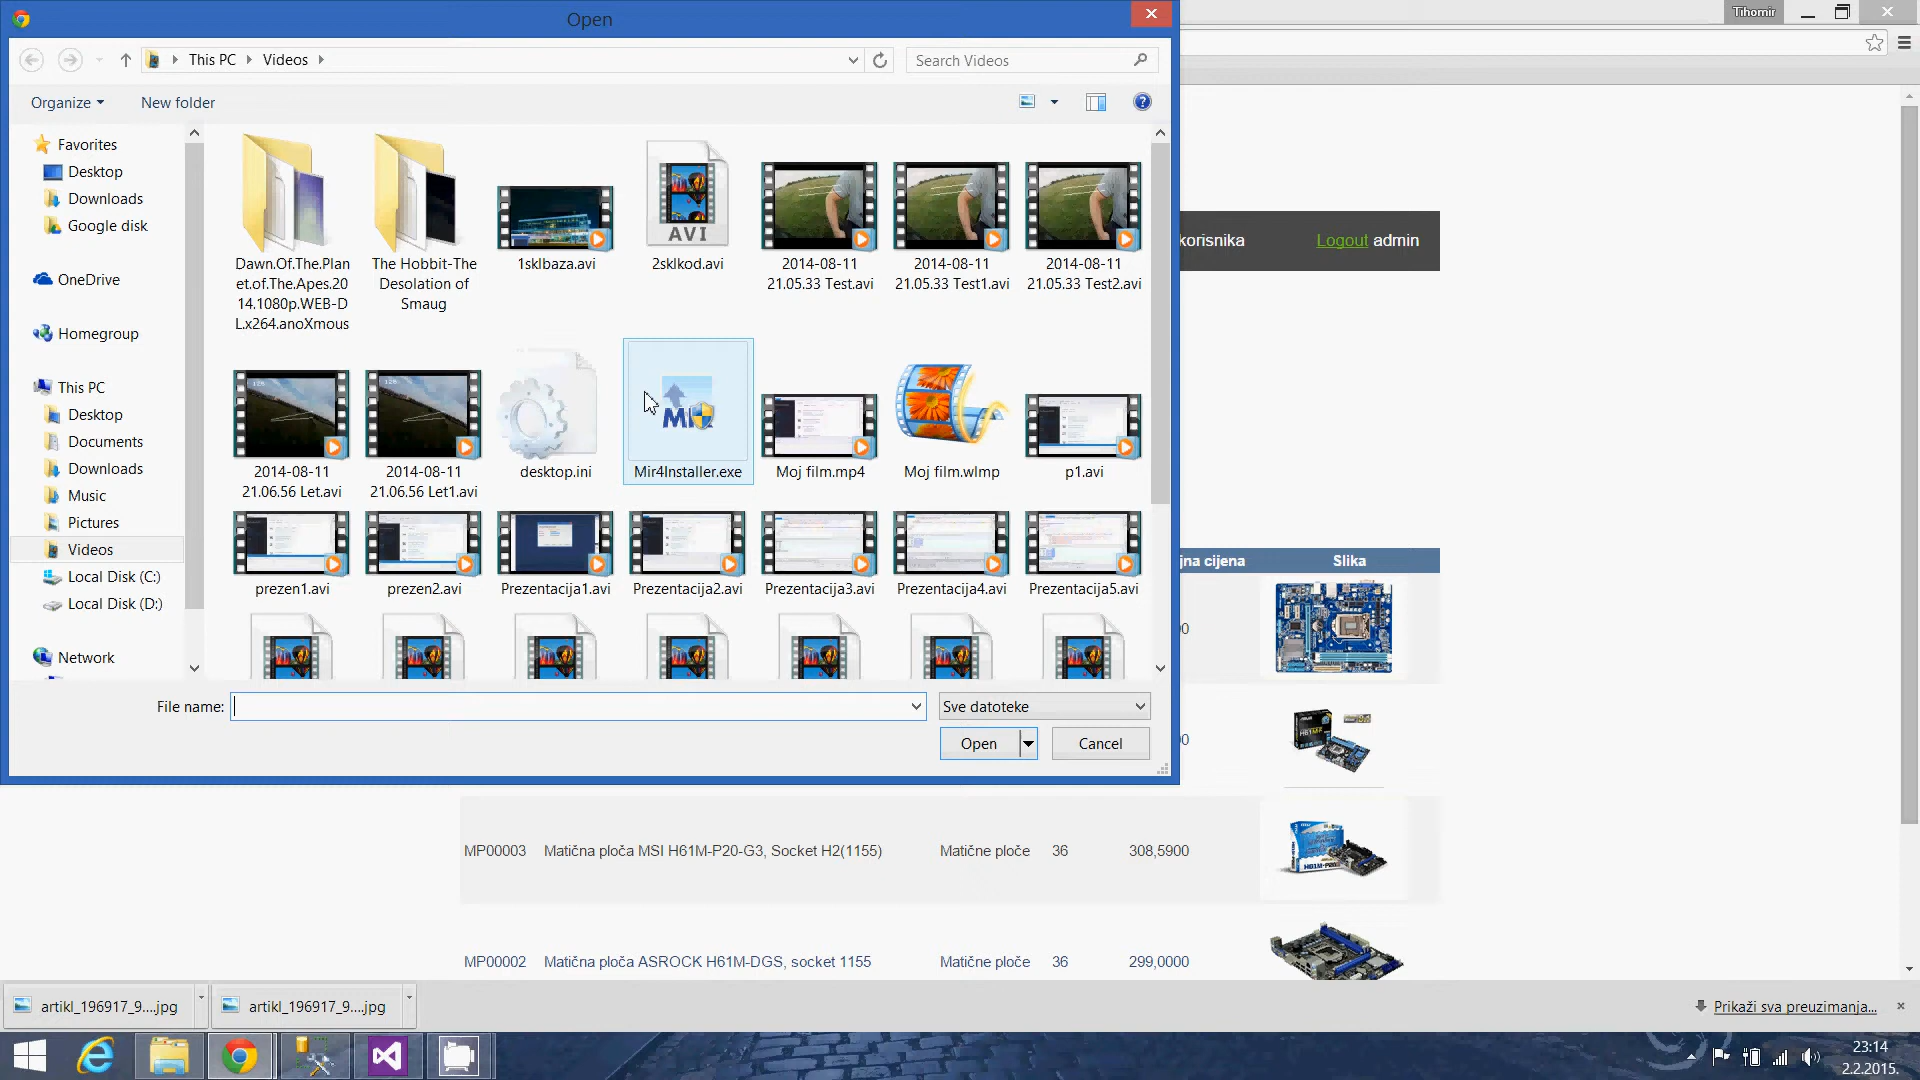 Open
Tihomir
This PC
Videos
Search Videos
Organize
New folder
Favorites
Desktop
Downloads
Google disk
OneDrive
Homegroup
This PC
Desktop
Documents
Downloads
Music
Pictures
Videos
Local Disk (C:)
Local Disk (D:)
Network
Dawn.Of.The.Plan
et.of.The.Apes.20
14.1080p.WEB-D
L.x264.anoXmous
The Hobbit-The
Desolation of
Smaug
1sklbaza.avi
AVI
2sklkod.avi
2014-08-11
21.05.33 Test.avi
2014-08-11
21.05.33 Test1.avi
2014-08-11
21.05.33 Test2.avi
2014-08-11
21.06.56 Let.avi
2014-08-11
21.06.56 Let1.avi
desktop.ini
Mir4Installer.exe
Moj film.mp4
Moj film.wlmp
p1.avi
prezen1.avi
prezen2.avi
Prezentacija1.avi
Prezentacija2.avi
Prezentacija3.avi
Prezentacija4.avi
Prezentacija5.avi
File name:
Sve datoteke
Open
Cancel
korisnika
Logout admin
jna cijena
Slika
MP00003 Matična ploča MSI H61M-P20-G3, Socket H2(1155) Matične ploče 36 308,5900
MP00002 Matična ploča ASROCK H61M-DGS, socket 1155 Matične ploče 36 299,0000
artikl_196917_9....jpg
artikl_196917_9....jpg
Prikaži sva preuzimanja...
23:14
2.2.2015.